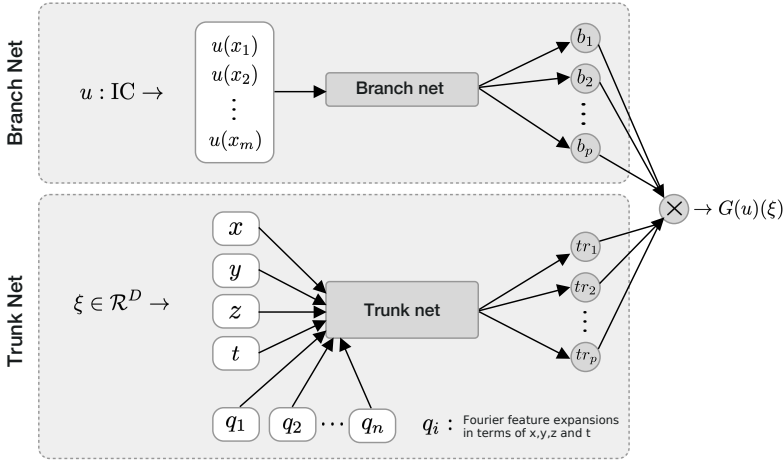 Branch Net
u : IC →
u(x₁)
u(x₂)
⋮
u(xₘ)
Branch net
b₁
b₂
⋮
bₚ
× → G(u)(ξ)
Trunk Net
ξ ∈ ℛᴰ →
x
y
z
t
q₁ q₂ ⋯ qₙ
Trunk net
tr₁
tr₂
⋮
trₚ
qᵢ : Fourier feature expansions
in terms of x,y,z and t